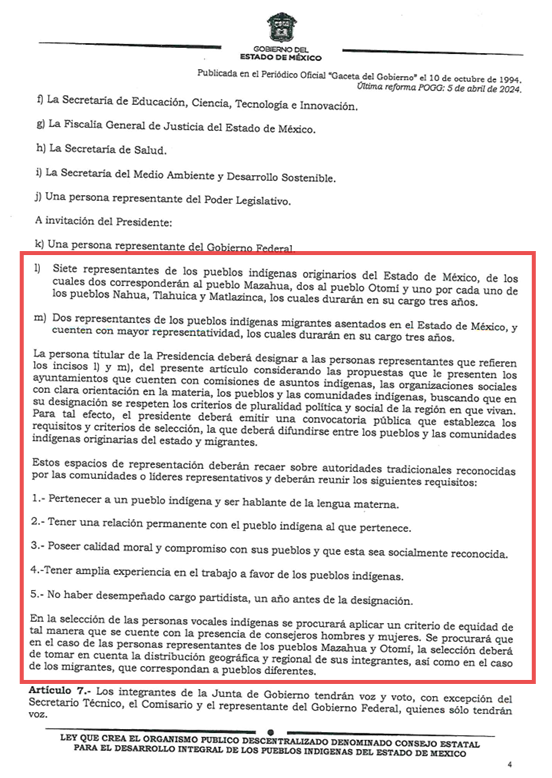 GOBIERNO DEL
ESTADO DE MÉXICO
Publicada en el Periódico Oficial "Gaceta del Gobierno" el 10 de octubre de 1994.
Última reforma POGG: 5 de abril de 2024.
f) La Secretaría de Educación, Ciencia, Tecnología e Innovación.
g) La Fiscalía General de Justicia del Estado de México.
h) La Secretaría de Salud.
i) La Secretaría del Medio Ambiente y Desarrollo Sostenible.
j) Una persona representante del Poder Legislativo.
A invitación del Presidente:
k) Una persona representante del Gobierno Federal
l) Siete representantes de los pueblos indígenas originarios del Estado de México, de los
cuales dos corresponderán al pueblo Mazahua, dos al pueblo Otomí y uno por cada uno de
los pueblos Nahua, Tlahuica y Matlazinca, los cuales durarán en su cargo tres años.
m) Dos representantes de los pueblos indígenas migrantes asentados en el Estado de México, y
cuenten con mayor representatividad, los cuales durarán en su cargo tres años.
La persona titular de la Presidencia deberá designar a las personas representantes que refieren
los incisos l) y m), del presente artículo considerando las propuestas que le presenten los
ayuntamientos que cuenten con comisiones de asuntos indígenas, las organizaciones sociales
con clara orientación en la materia, los pueblos y las comunidades indígenas, buscando que en
su designación se respeten los criterios de pluralidad política y social de la región en que vivan.
Para tal efecto, el presidente deberá emitir una convocatoria pública que establezca los
requisitos y criterios de selección, la que deberá difundirse entre los pueblos y las comunidades
indígenas originarias del estado y migrantes.
Estos espacios de representación deberán recaer sobre autoridades tradicionales reconocidas
por las comunidades o líderes representativos y deberán reunir los siguientes requisitos:
1.- Pertenecer a un pueblo indígena y ser hablante de la lengua materna.
2.- Tener una relación permanente con el pueblo indígena al que pertenece.
3.- Poseer calidad moral y compromiso con sus pueblos y que esta sea socialmente reconocida.
4.-Tener amplia experiencia en el trabajo a favor de los pueblos indígenas.
5.- No haber desempeñado cargo partidista, un año antes de la designación.
En la selección de las personas vocales indígenas se procurará aplicar un criterio de equidad de
tal manera que se cuente con la presencia de consejeros hombres y mujeres. Se procurará que
en el caso de las personas representantes de los pueblos Mazahua y Otomí, la selección deberá
de tomar en cuenta la distribución geográfica y regional de sus integrantes, así como en el caso
de los migrantes, que correspondan a pueblos diferentes.
Artículo 7.- Los integrantes de la Junta de Gobierno tendrán voz y voto, con excepción del
Secretario Técnico, el Comisario y el representante del Gobierno Federal, quienes sólo tendrán
voz.
LEY QUE CREA EL ORGANISMO PUBLICO DESCENTRALIZADO DENOMINADO CONSEJO ESTATAL
PARA EL DESARROLLO INTEGRAL DE LOS PUEBLOS INDIGENAS DEL ESTADO DE MEXICO
4